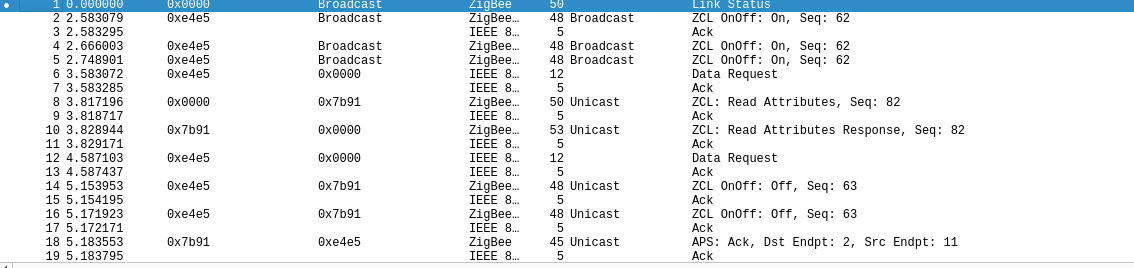 1 0.000000 0x0000 Broadcast ZigBee 50 Link Status
2 2.583079 0xe4e5 Broadcast ZigBee… 48 Broadcast ZCL OnOff: On, Seq: 62
3 2.583295 IEEE 8… 5 Ack
4 2.666003 0xe4e5 Broadcast ZigBee… 48 Broadcast ZCL OnOff: On, Seq: 62
5 2.748901 0xe4e5 Broadcast ZigBee… 48 Broadcast ZCL OnOff: On, Seq: 62
6 3.583072 0xe4e5 0x0000 IEEE 8… 12 Data Request
7 3.583285 IEEE 8… 5 Ack
8 3.817196 0x0000 0x7b91 ZigBee… 50 Unicast ZCL: Read Attributes, Seq: 82
9 3.818717 IEEE 8… 5 Ack
10 3.828944 0x7b91 0x0000 ZigBee… 53 Unicast ZCL: Read Attributes Response, Seq: 82
11 3.829171 IEEE 8… 5 Ack
12 4.587103 0xe4e5 0x0000 IEEE 8… 12 Data Request
13 4.587437 IEEE 8… 5 Ack
14 5.153953 0xe4e5 0x7b91 ZigBee… 48 Unicast ZCL OnOff: Off, Seq: 63
15 5.154195 IEEE 8… 5 Ack
16 5.171923 0xe4e5 0x7b91 ZigBee… 48 Unicast ZCL OnOff: Off, Seq: 63
17 5.172171 IEEE 8… 5 Ack
18 5.183553 0x7b91 0xe4e5 ZigBee 45 Unicast APS: Ack, Dst Endpt: 2, Src Endpt: 11
19 5.183795 IEEE 8… 5 Ack